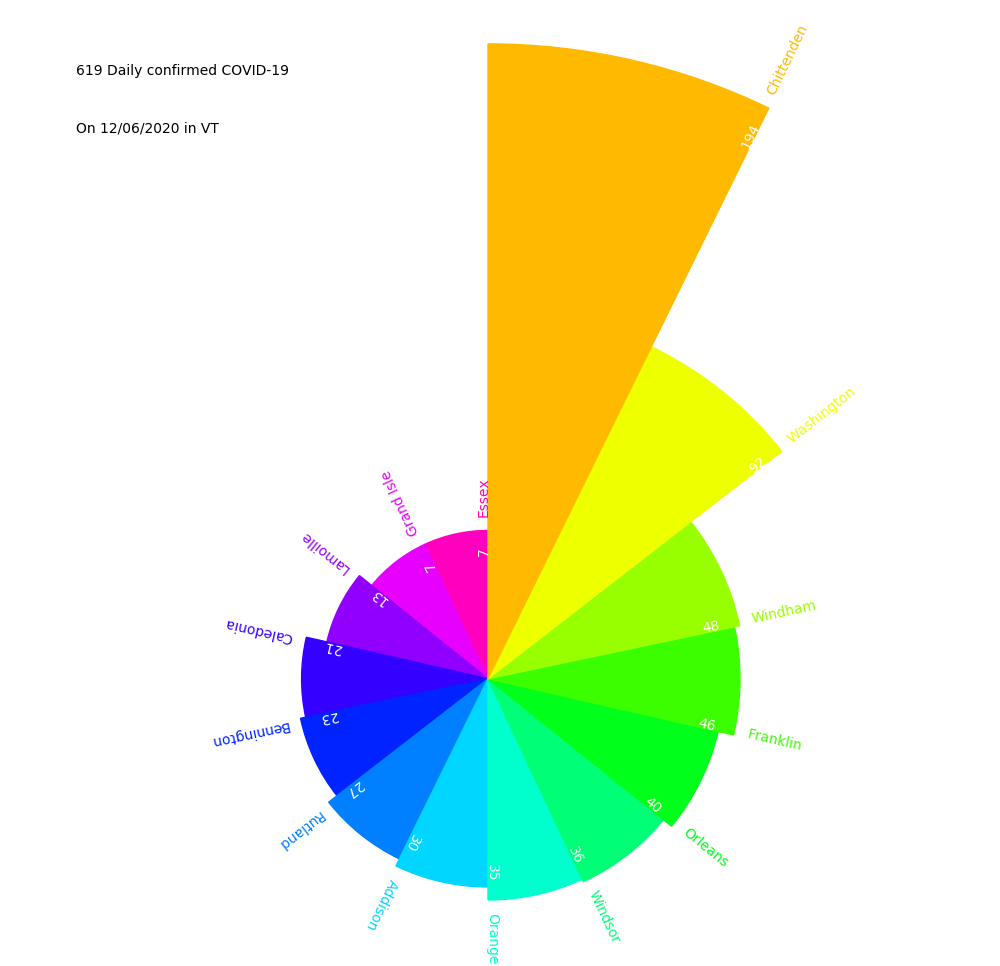 619 Daily confirmed COVID-19
On 12/06/2020 in VT
Chittenden
194
Washington
92
Windham
48
Franklin
46
Orleans
40
Windsor
36
Orange
35
Addison
30
Rutland
27
Bennington
23
Caledonia
21
Lamoille
13
Grand Isle
7
Essex
7